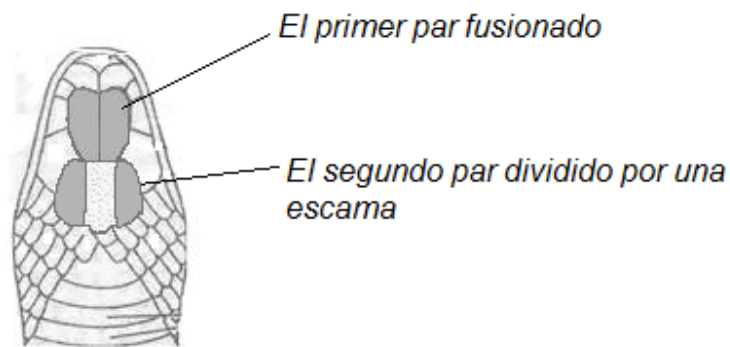 El primer par fusionado
El segundo par dividido por una
escama